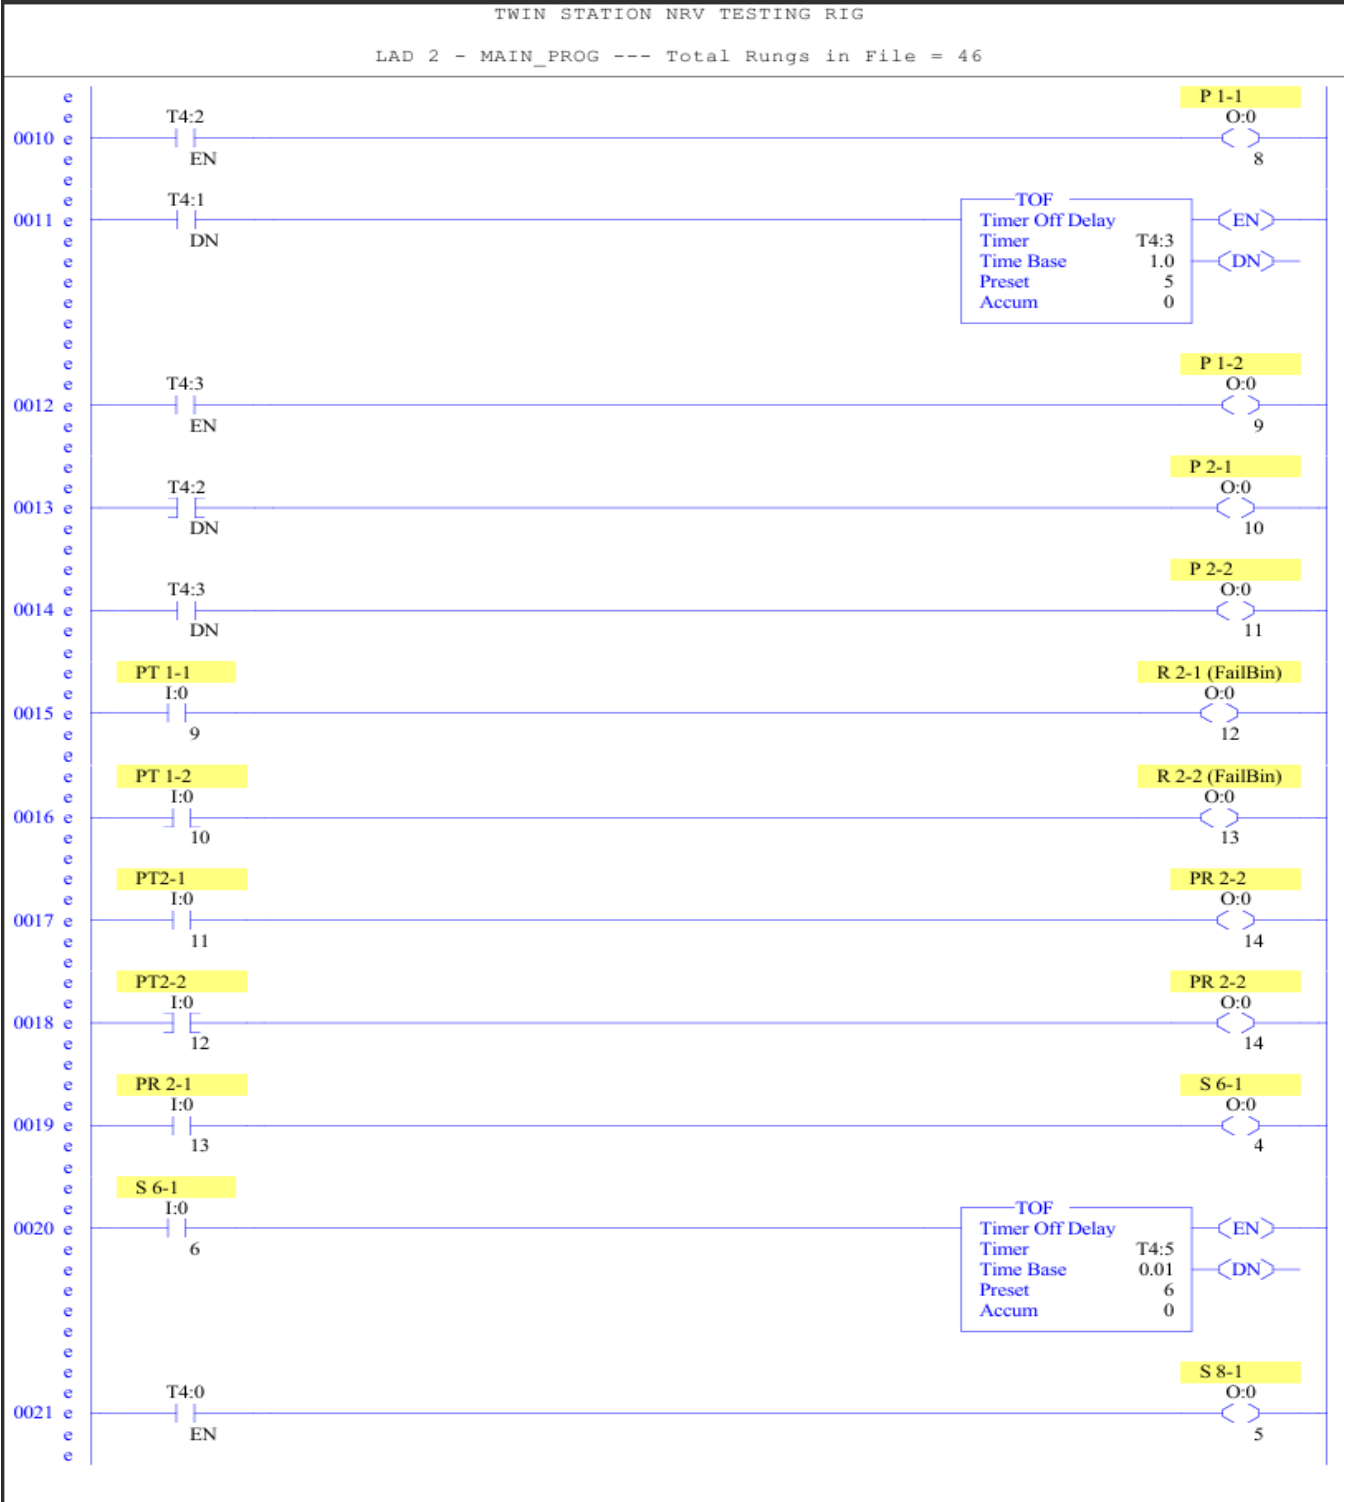 TWIN STATION NRV TESTING RIG
LAD 2 - MAIN_PROG --- Total Rungs in File = 46
e
P 1-1
e
T4:2
O:0
0010 e
e
EN
8
e
e
T4:1
TOF
0011 e
Timer Off Delay
EN
e
DN
Timer T4:3
e
Time Base 1.0
DN
e
Preset 5
e
Accum 0
e
e
e
P 1-2
e
T4:3
O:0
0012 e
e
EN
9
e
e
P 2-1
e
T4:2
O:0
0013 e
e
DN
10
e
e
P 2-2
e
T4:3
O:0
0014 e
e
DN
11
e
e
PT 1-1
R 2-1 (FailBin)
e
I:0
O:0
0015 e
e
9
12
e
e
PT 1-2
R 2-2 (FailBin)
e
I:0
O:0
0016 e
e
10
13
e
e
PT2-1
PR 2-2
e
I:0
O:0
0017 e
e
11
14
e
e
PT2-2
PR 2-2
e
I:0
O:0
0018 e
e
12
14
e
e
PR 2-1
S 6-1
e
I:0
O:0
0019 e
e
13
4
e
e
S 6-1
e
I:0
TOF
0020 e
Timer Off Delay
EN
e
6
Timer T4:5
e
Time Base 0.01
DN
e
Preset 6
e
Accum 0
e
e
e
S 8-1
e
T4:0
O:0
0021 e
e
EN
5
e